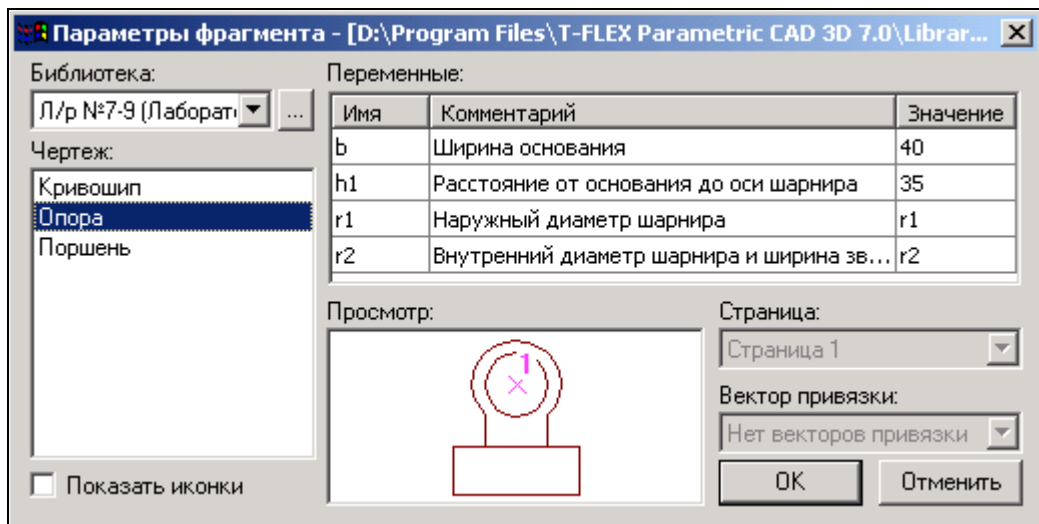 Параметры фрагмента - [D:\Program Files\T-FLEX Parametric CAD 3D 7.0\Librar...
Библиотека:
Л/р №7-9 (Лаборат
...
Чертеж:
Кривошип
Опора
Поршень
Показать иконки
Переменные:
Имя Комментарий Значение
b Ширина основания 40
h1 Расстояние от основания до оси шарнира 35
r1 Наружный диаметр шарнира r1
r2 Внутренний диаметр шарнира и ширина зв... r2
Просмотр:
1
Страница:
Страница 1
Вектор привязки:
Нет векторов привязки
OK Отменить